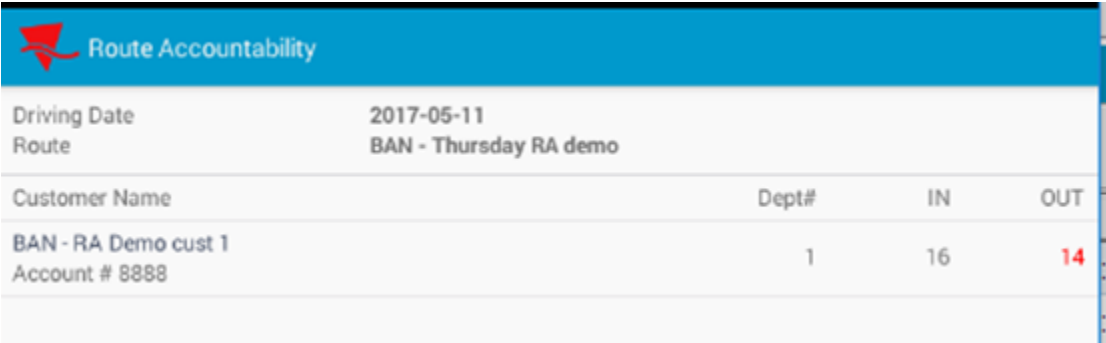 Route Accountability
Driving Date 2017-05-11
Route BAN - Thursday RA demo
Customer Name Dept# IN OUT
BAN - RA Demo cust 1
Account # 8888 1 16 14